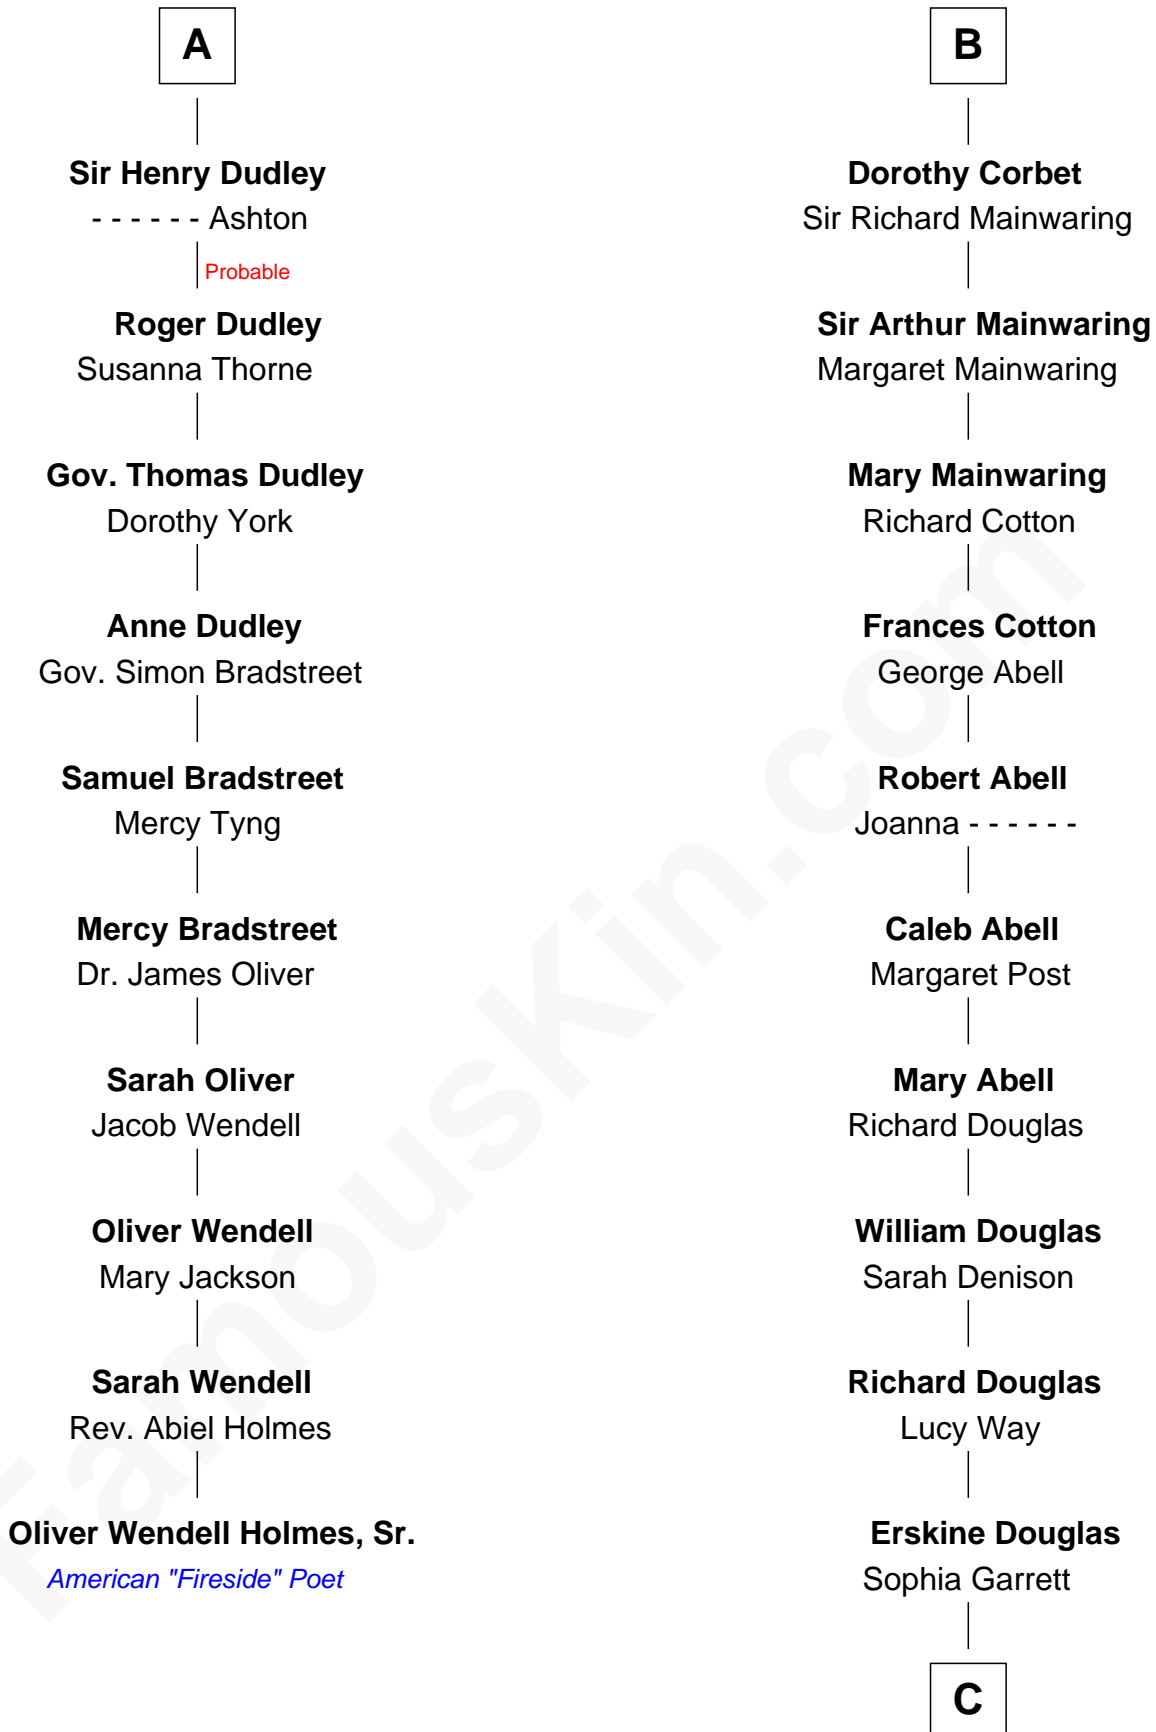 A
Sir Henry Dudley
- - - - - - Ashton
Probable
Roger Dudley
Susanna Thorne
Gov. Thomas Dudley
Dorothy York
Anne Dudley
Gov. Simon Bradstreet
Samuel Bradstreet
Mercy Tyng
Mercy Bradstreet
Dr. James Oliver
Sarah Oliver
Jacob Wendell
Oliver Wendell
Mary Jackson
Sarah Wendell
Rev. Abiel Holmes
Oliver Wendell Holmes, Sr.
American "Fireside" Poet
B
Dorothy Corbet
Sir Richard Mainwaring
Sir Arthur Mainwaring
Margaret Mainwaring
Mary Mainwaring
Richard Cotton
Frances Cotton
George Abell
Robert Abell
Joanna - - - - - -
Caleb Abell
Margaret Post
Mary Abell
Richard Douglas
William Douglas
Sarah Denison
Richard Douglas
Lucy Way
Erskine Douglas
Sophia Garrett
C
FamousKin.com